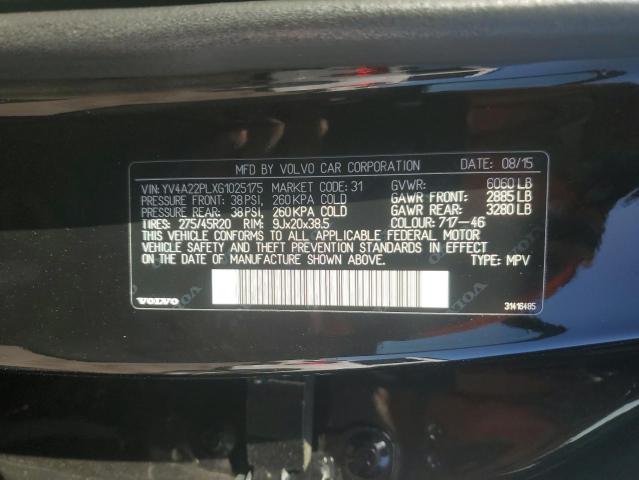 MFD BY VOLVO CAR CORPORATION DATE: 08/15
VIN: YV4A22PLXG1025175 MARKET CODE: 31 GVWR: 6060 LB
PRESSURE FRONT: 38 PSI, 260 KPA COLD GAWR FRONT: 2885 LB
PRESSURE REAR: 38 PSI, 260 KPA COLD GAWR REAR: 3280 LB
TIRES: 275/45R20 RIM: 9Jx20x38.5 COLOUR: 717-46
THIS VEHICLE CONFORMS TO ALL APPLICABLE FEDERAL MOTOR
VEHICLE SAFETY AND THEFT PREVENTION STANDARDS IN EFFECT
ON THE DATE OF MANUFACTURE SHOWN ABOVE. TYPE: MPV
VOLVO 31416485